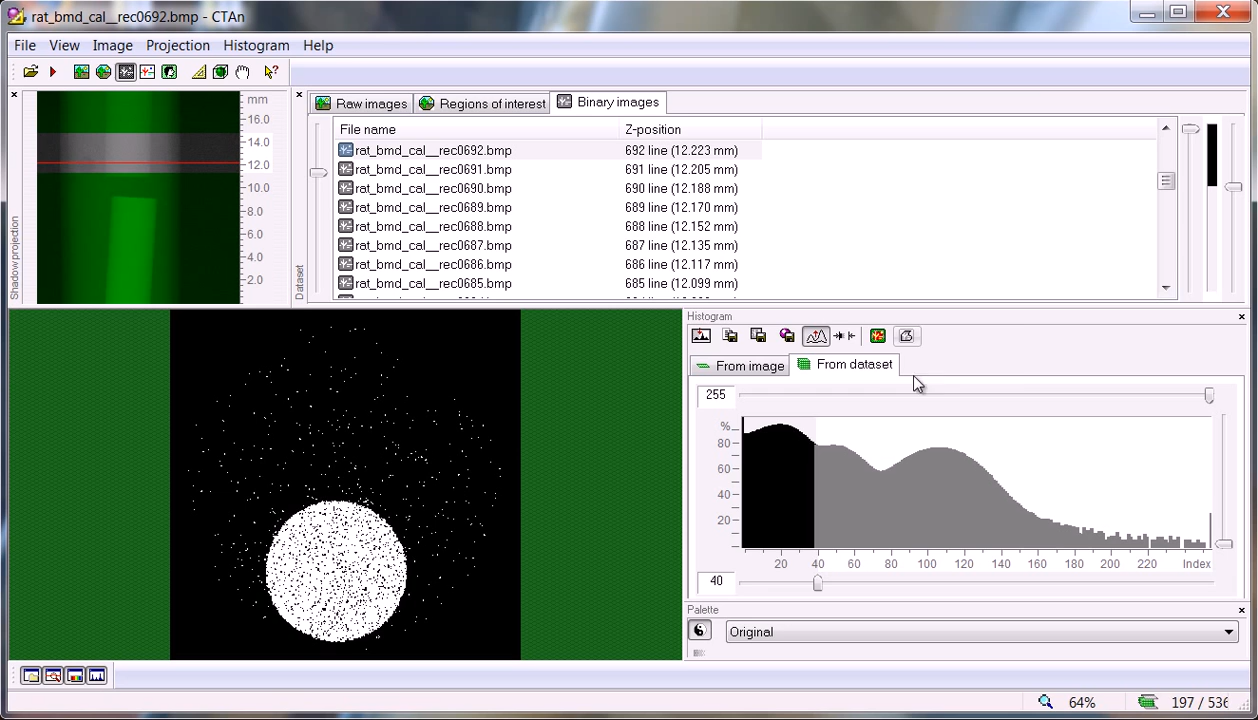 rat_bmd_cal__rec0692.bmp - CTAn
File View Image Projection Histogram Help
Shadow projection
mm
16.0
14.0
12.0
10.0
8.0
6.0
4.0
2.0
Dataset
Raw images Regions of interest Binary images
File name Z-position
rat_bmd_cal__rec0692.bmp 692 line (12.223 mm)
rat_bmd_cal__rec0691.bmp 691 line (12.205 mm)
rat_bmd_cal__rec0690.bmp 690 line (12.188 mm)
rat_bmd_cal__rec0689.bmp 689 line (12.170 mm)
rat_bmd_cal__rec0688.bmp 688 line (12.152 mm)
rat_bmd_cal__rec0687.bmp 687 line (12.135 mm)
rat_bmd_cal__rec0686.bmp 686 line (12.117 mm)
rat_bmd_cal__rec0685.bmp 685 line (12.099 mm)
Histogram
From image From dataset
255
%
80
60
40
20
20 40 60 80 100 120 140 160 180 200 220 Index
40
Palette
Original
64% 197 / 536